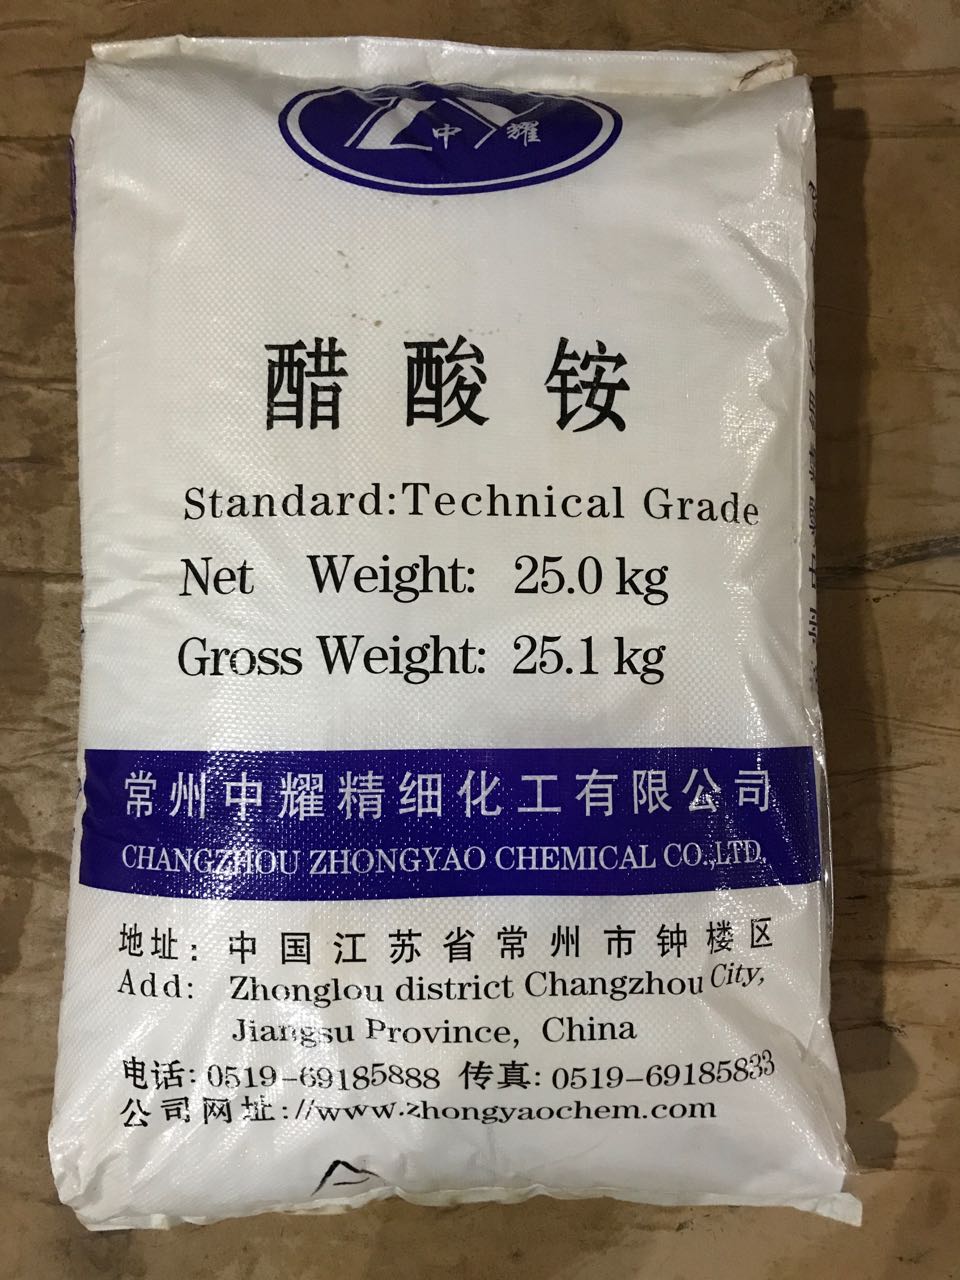 ZY中耀
醋酸铵
Standard:Technical Grade
Net Weight: 25.0 kg
Gross Weight: 25.1 kg
常州中耀精细化工有限公司
CHANGZHOU ZHONGYAO CHEMICAL CO.,LTD.
地址: 中国江苏省常州市钟楼区
Add: Zhonglou district Changzhou City,
Jiangsu Province, China
电话: 0519-69185888 传真: 0519-69185833
公司网址://www.zhongyaochem.com